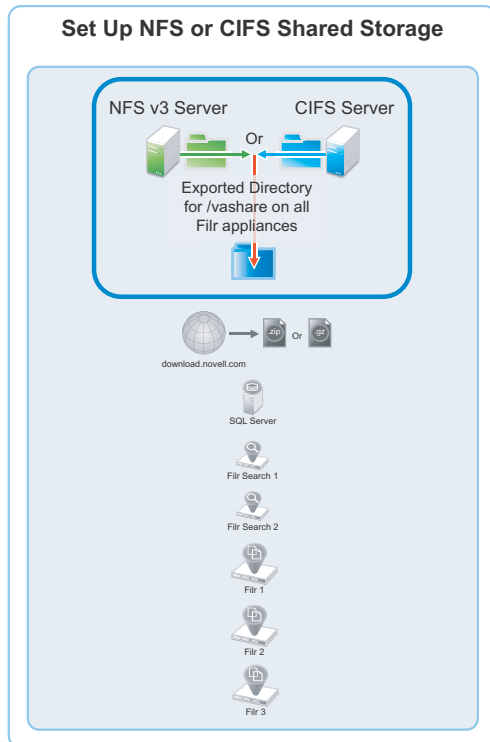 Set Up NFS or CIFS Shared Storage
NFS v3 Server
CIFS Server
Or
Exported Directory
for /vashare on all
Filr appliances
.zip
Or
.gz
download.novell.com
SQL Server
Filr Search 1
Filr Search 2
Filr 1
Filr 2
Filr 3